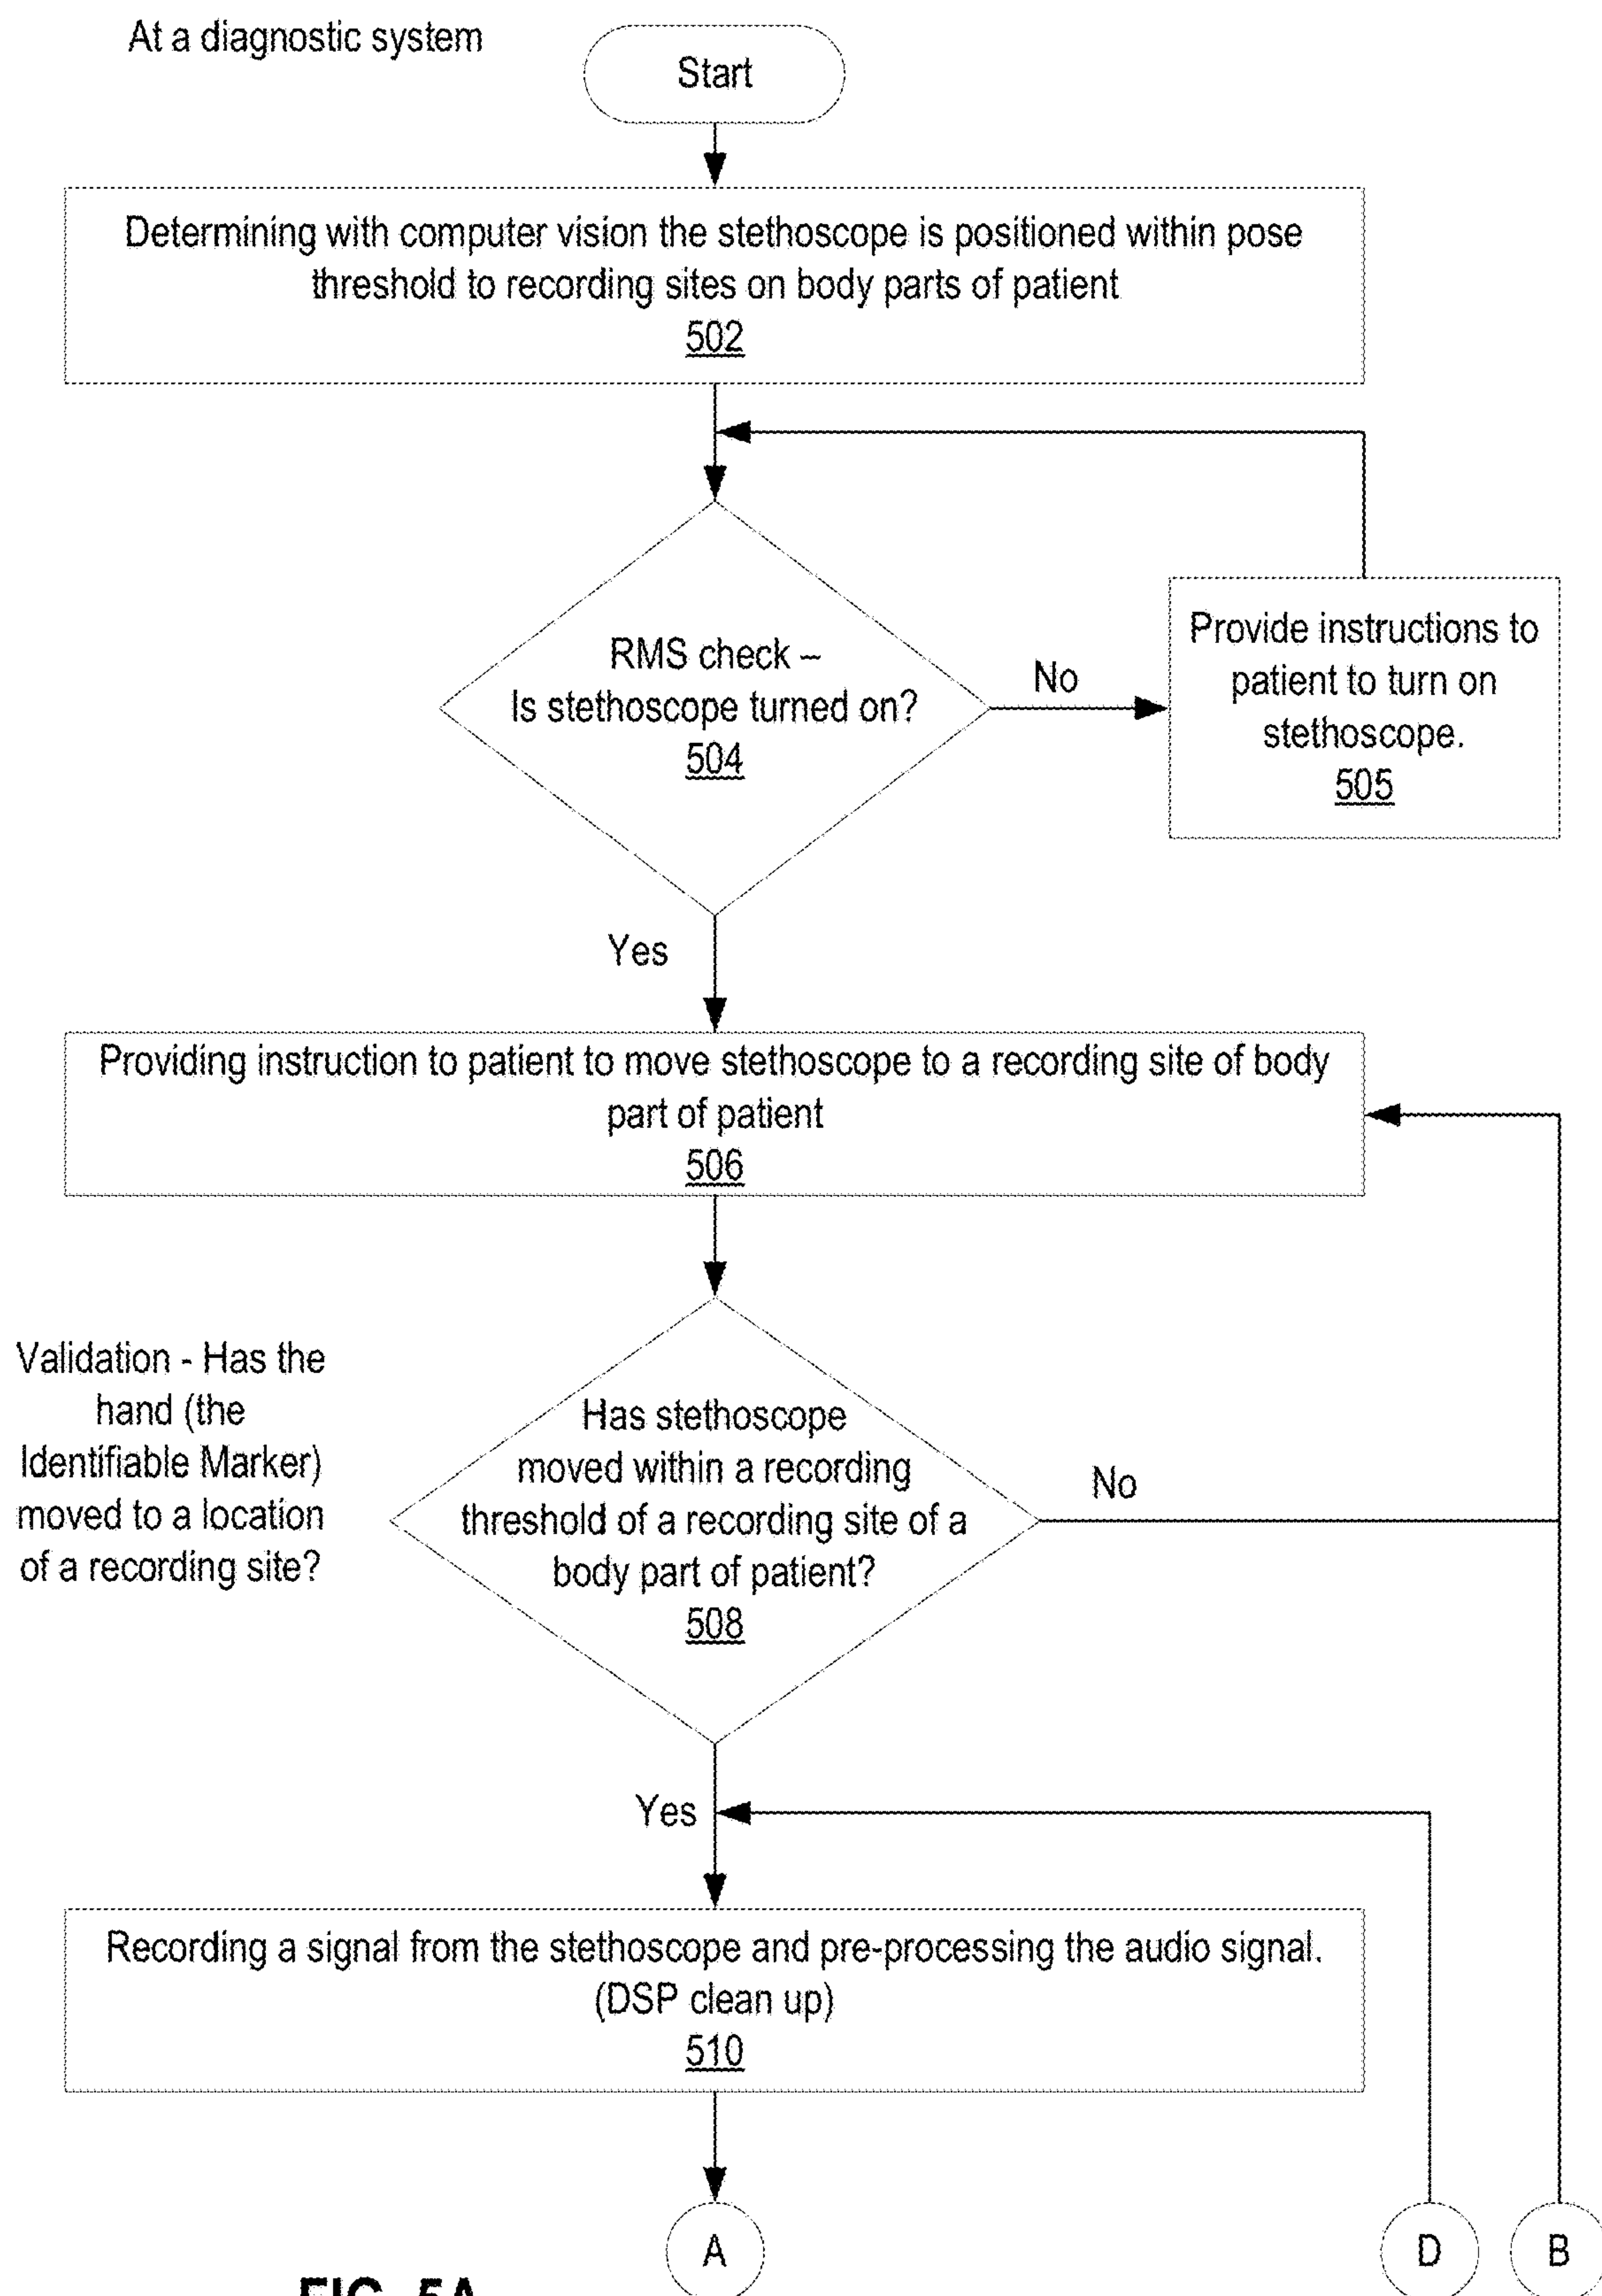 At a diagnostic system
Start
Determining with computer vision the stethoscope is positioned within pose
threshold to recording sites on body parts of patient
502
RMS check –
Is stethoscope turned on?
504
No
Provide instructions to
patient to turn on
stethoscope.
505
Yes
Providing instruction to patient to move stethoscope to a recording site of body
part of patient
506
Validation - Has the
hand (the
Identifiable Marker)
moved to a location
of a recording site?
Has stethoscope
moved within a recording
threshold of a recording site of a
body part of patient?
508
No
Yes
Recording a signal from the stethoscope and pre-processing the audio signal.
(DSP clean up)
510
A
D
B
FIG. 5A